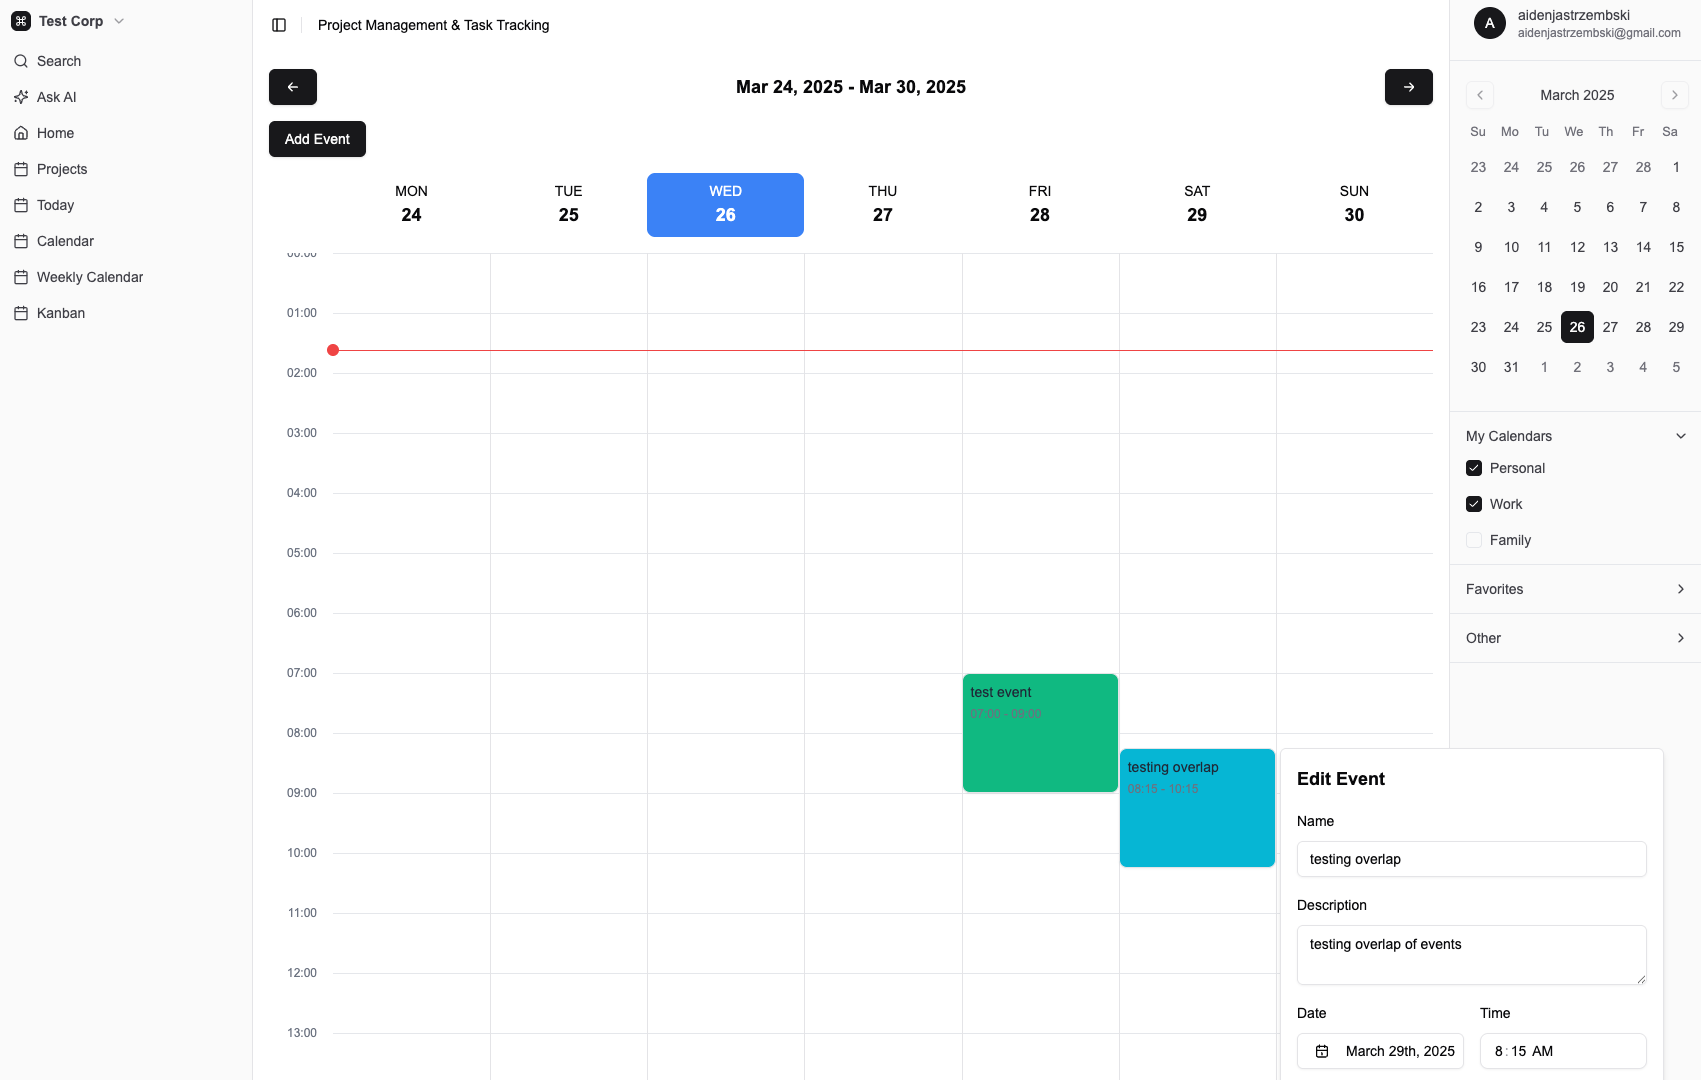 Test Corp
Search
Ask AI
Home
Projects
Today
Calendar
Weekly Calendar
Kanban
Project Management & Task Tracking
Mar 24, 2025 - Mar 30, 2025
Add Event
MON TUE WED THU FRI SAT SUN
24 25 26 27 28 29 30
00:00
01:00
02:00
03:00
04:00
05:00
06:00
07:00
08:00
09:00
10:00
11:00
12:00
13:00
test event
07:00 - 09:00
testing overlap
08:15 - 10:15
Edit Event
Name
testing overlap
Description
testing overlap of events
Date Time
March 29th, 2025 8:15 AM
A
aidenjastrzembski
aidenjastrzembski@gmail.com
March 2025
Su Mo Tu We Th Fr Sa
23 24 25 26 27 28 1
2 3 4 5 6 7 8
9 10 11 12 13 14 15
16 17 18 19 20 21 22
23 24 25 26 27 28 29
30 31 1 2 3 4 5
My Calendars
Personal
Work
Family
Favorites
Other